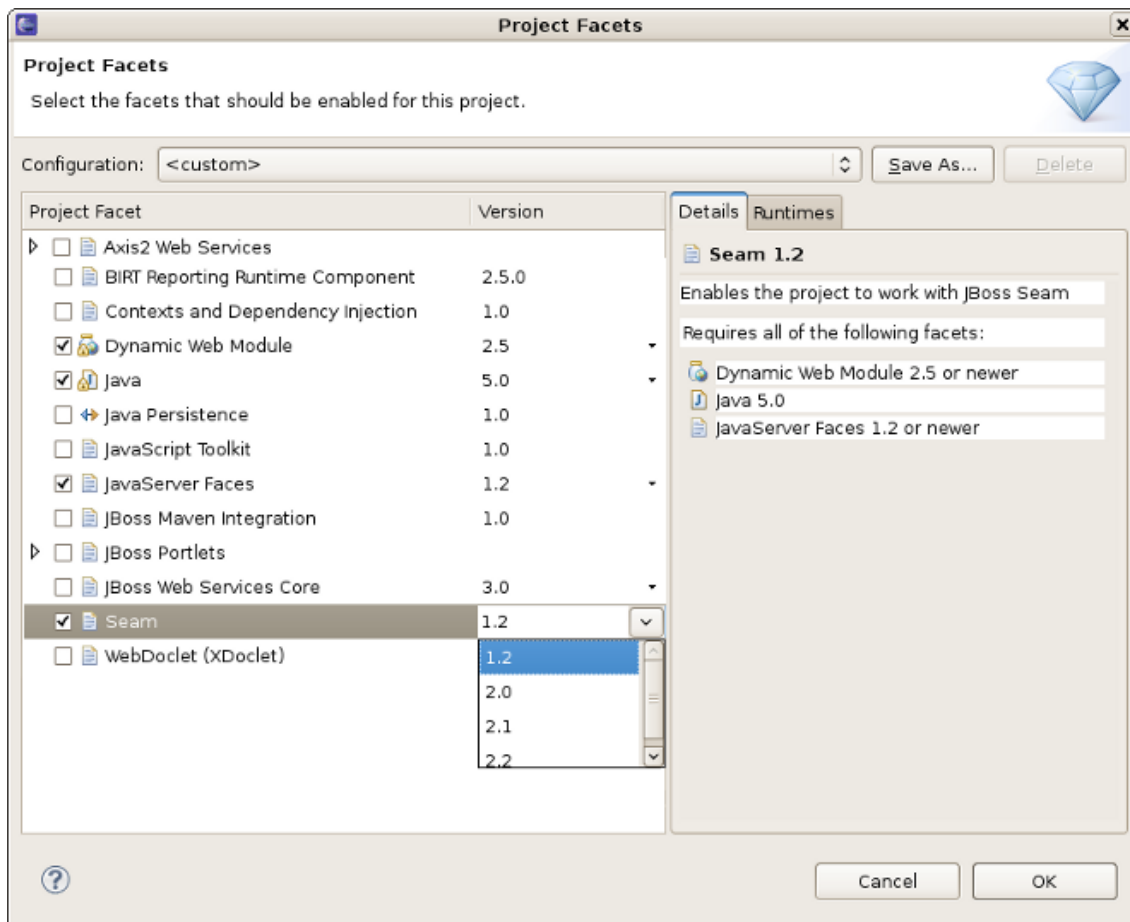 Project Facets
Project Facets
Select the facets that should be enabled for this project.
Configuration: <custom> Save As... Delete
Project Facet Version
Details Runtimes
Axis2 Web Services
BIRT Reporting Runtime Component 2.5.0
Contexts and Dependency Injection 1.0
Dynamic Web Module 2.5
Java 5.0
Java Persistence 1.0
JavaScript Toolkit 1.0
JavaServer Faces 1.2
JBoss Maven Integration 1.0
JBoss Portlets
JBoss Web Services Core 3.0
Seam 1.2
WebDoclet (XDoclet)
1.2
2.0
2.1
2.2
Seam 1.2
Enables the project to work with JBoss Seam
Requires all of the following facets:
Dynamic Web Module 2.5 or newer
Java 5.0
JavaServer Faces 1.2 or newer
? Cancel OK